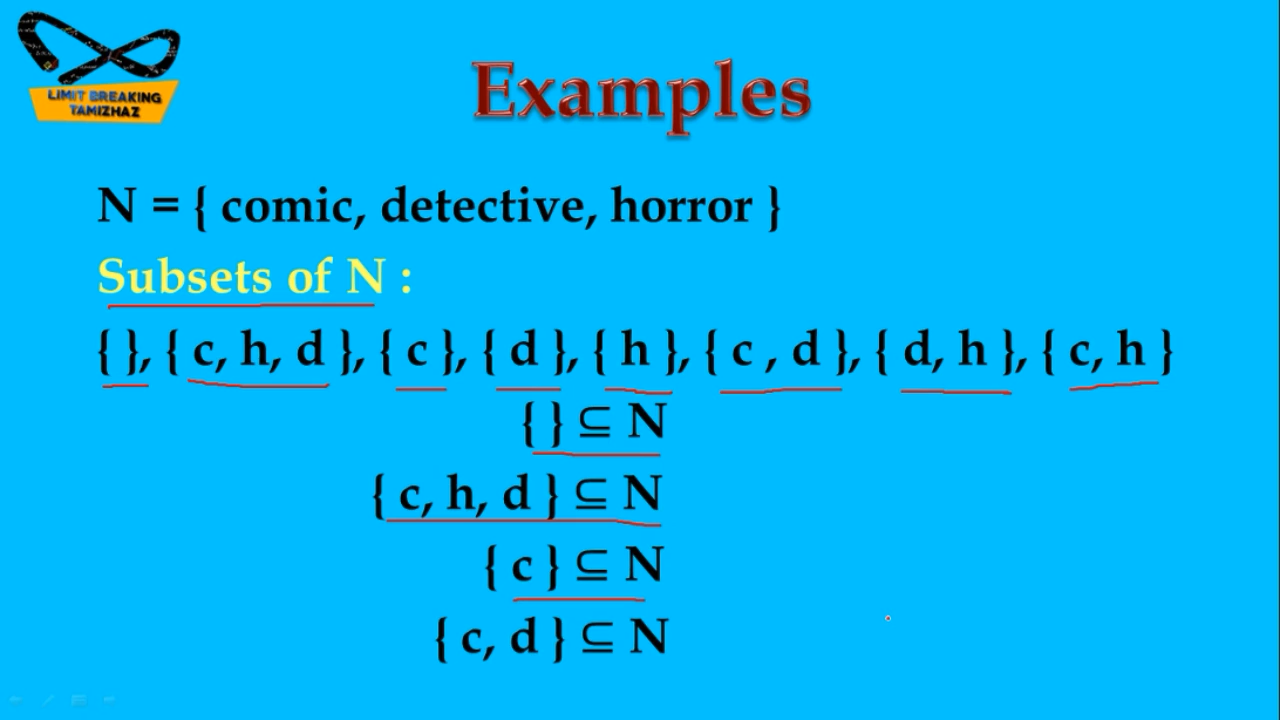 LIMIT BREAKING
TAMIZHAZ
Examples
N = { comic, detective, horror }
Subsets of N :
{ }, { c, h, d }, { c }, { d }, { h }, { c , d }, { d, h }, { c, h }
{ } ⊆ N
{ c, h, d } ⊆ N
{ c } ⊆ N
{ c, d } ⊆ N